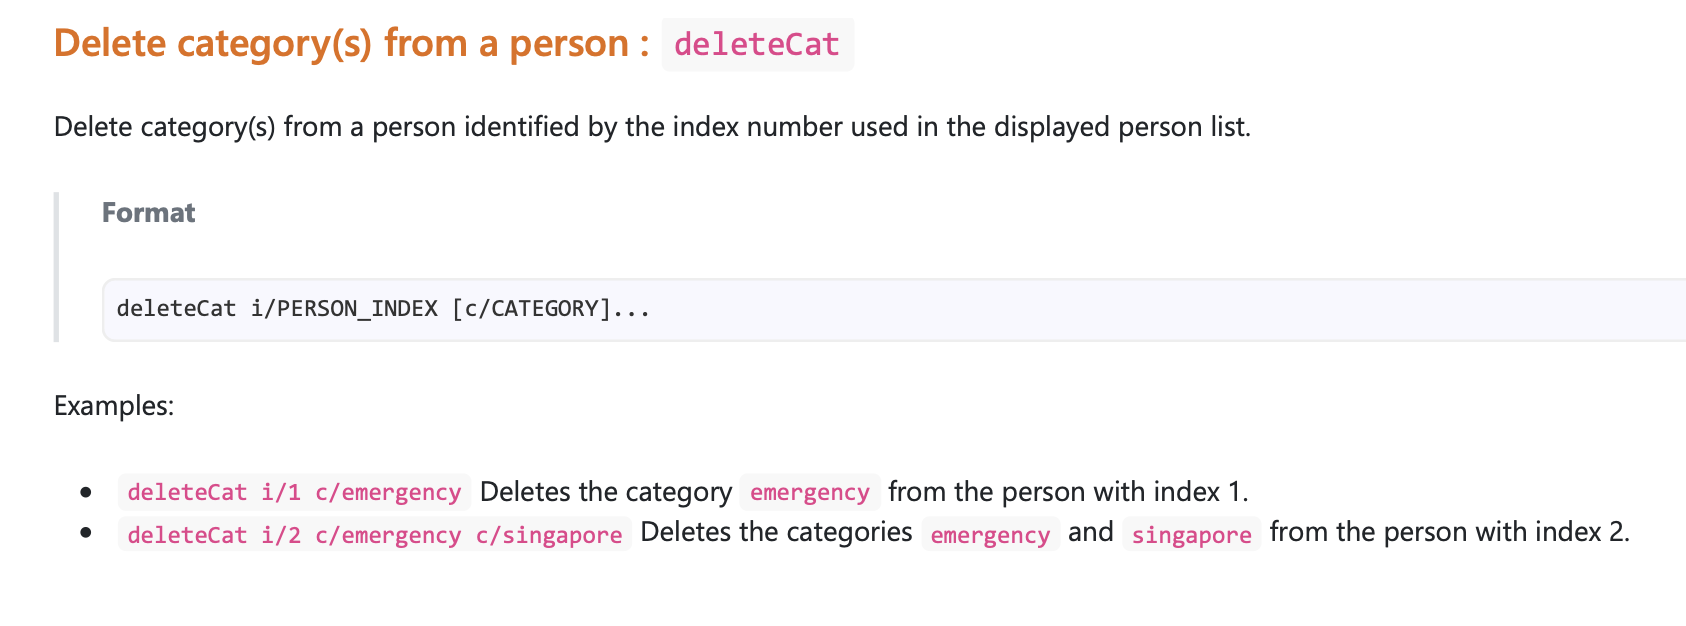 Delete category(s) from a person : deleteCat
Delete category(s) from a person identified by the index number used in the displayed person list.
Format
deleteCat i/PERSON_INDEX [c/CATEGORY]...
Examples:
• deleteCat i/1 c/emergency Deletes the category emergency from the person with index 1.
• deleteCat i/2 c/emergency c/singapore Deletes the categories emergency and singapore from the person with index 2.